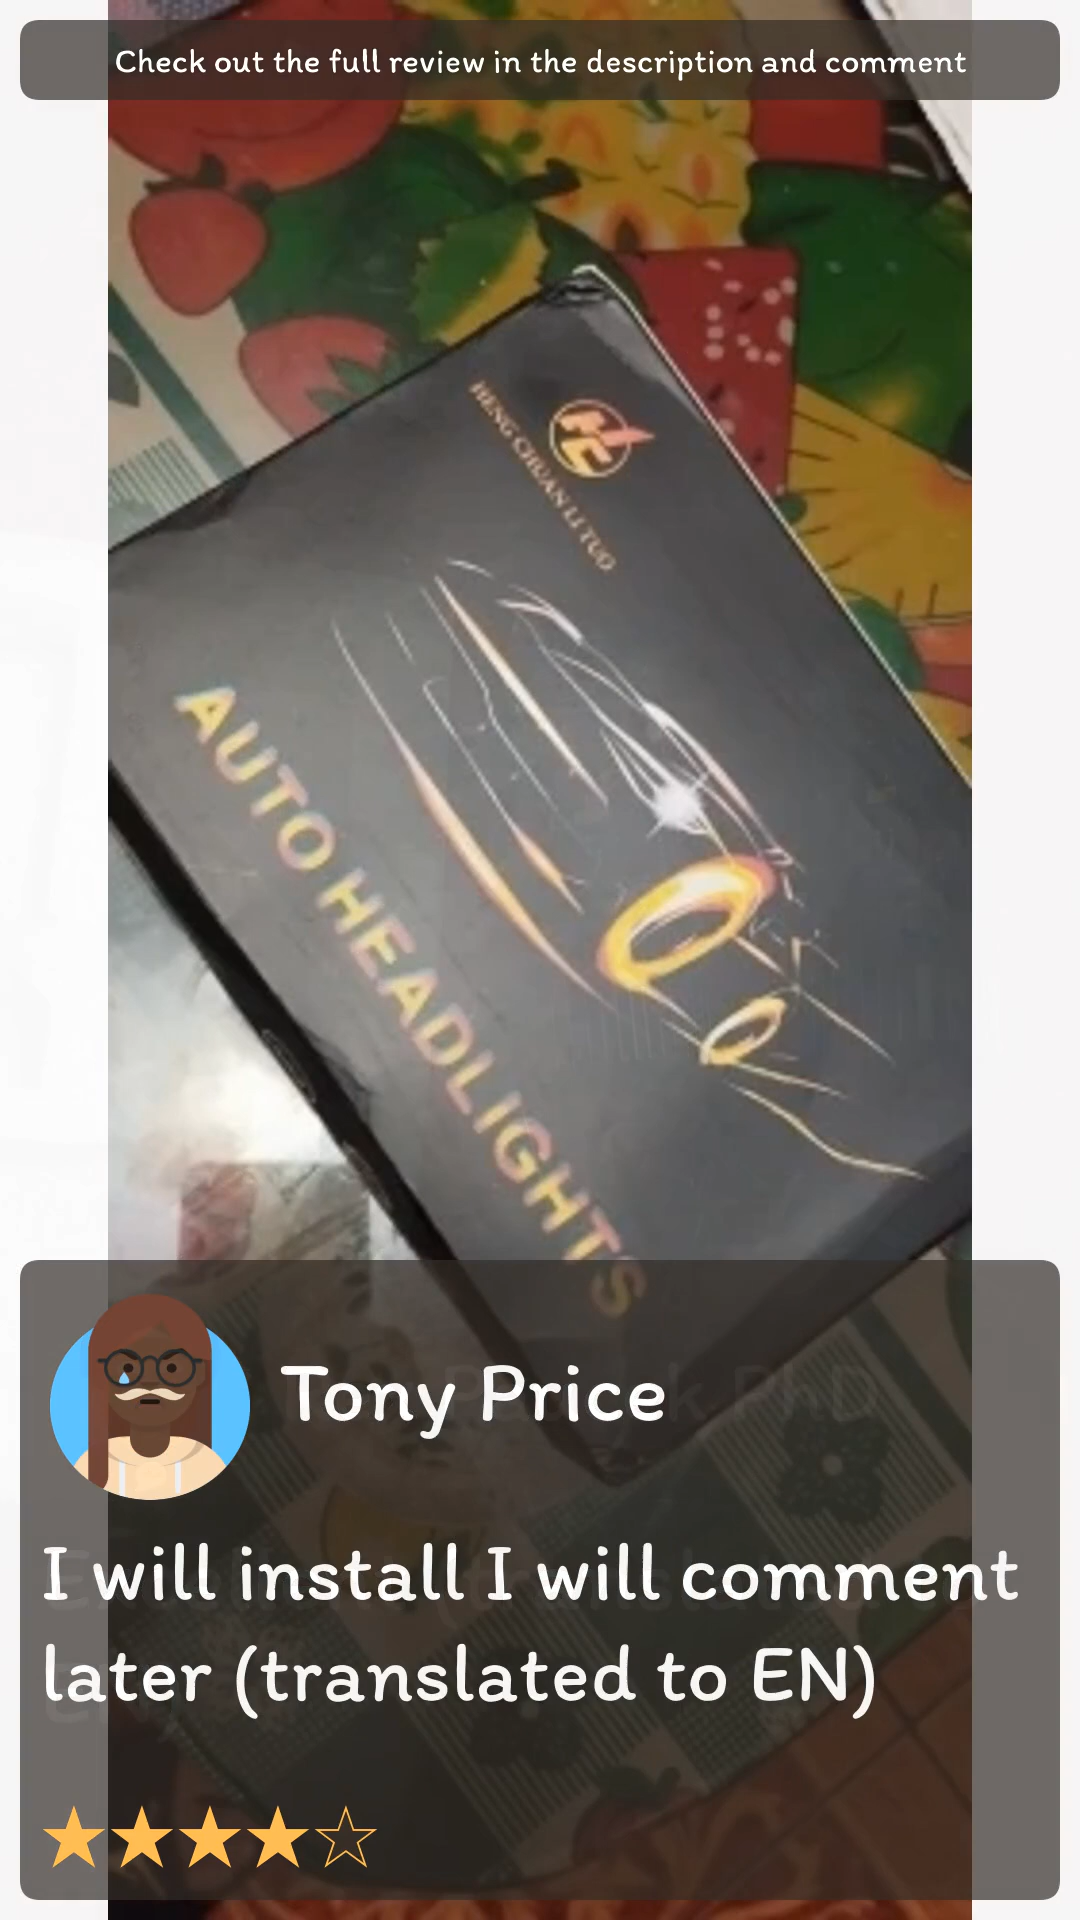 Check out the full review in the description and comment
HENG CHUAN LI TUO
AUTO HEADLIGHTS
Tony Price
I will install I will comment
later (translated to EN)